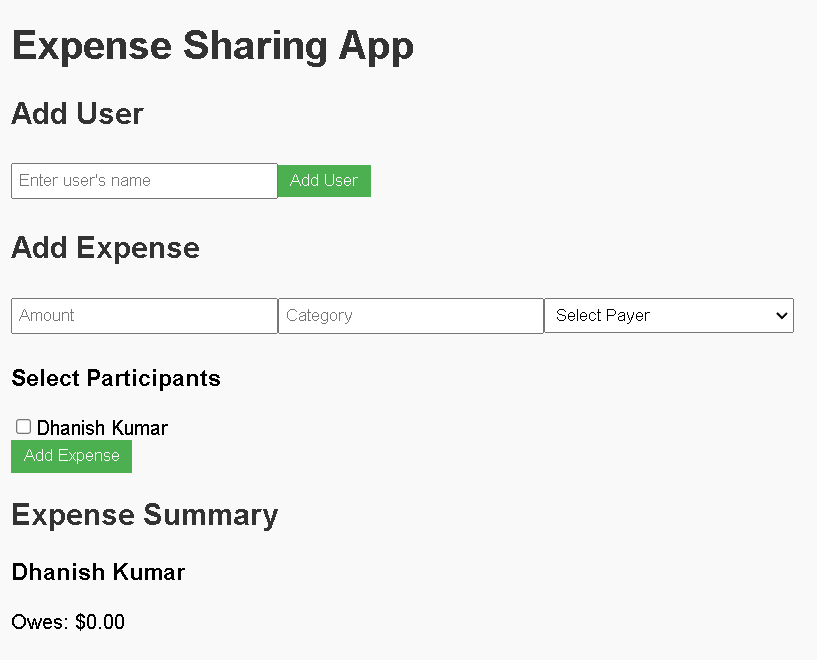 Expense Sharing App
Add User
Enter user's name Add User
Add Expense
Amount Category Select Payer
Select Participants
Dhanish Kumar
Add Expense
Expense Summary
Dhanish Kumar
Owes: $0.00